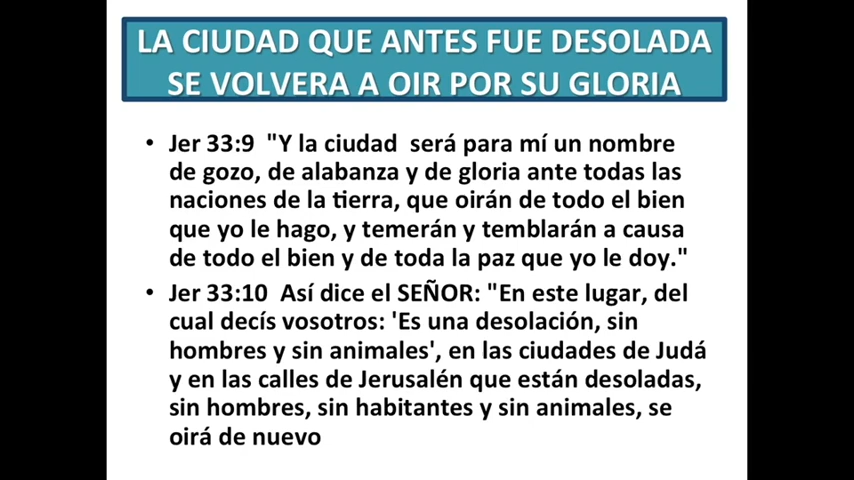 LA CIUDAD QUE ANTES FUE DESOLADA
SE VOLVERA A OIR POR SU GLORIA
• Jer 33:9 "Y la ciudad será para mí un nombre
de gozo, de alabanza y de gloria ante todas las
naciones de la tierra, que oirán de todo el bien
que yo le hago, y temerán y temblarán a causa
de todo el bien y de toda la paz que yo le doy."
• Jer 33:10 Así dice el SEÑOR: "En este lugar, del
cual decís vosotros: 'Es una desolación, sin
hombres y sin animales', en las ciudades de Judá
y en las calles de Jerusalén que están desoladas,
sin hombres, sin habitantes y sin animales, se
oirá de nuevo